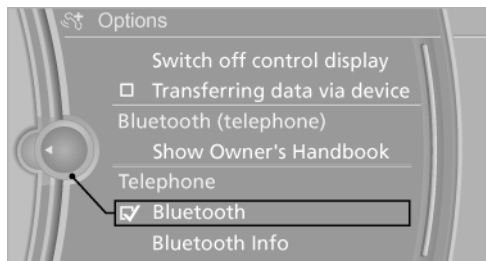 Options
Switch off control display
Transferring data via device
Bluetooth (telephone)
Show Owner's Handbook
Telephone
Bluetooth
Bluetooth Info